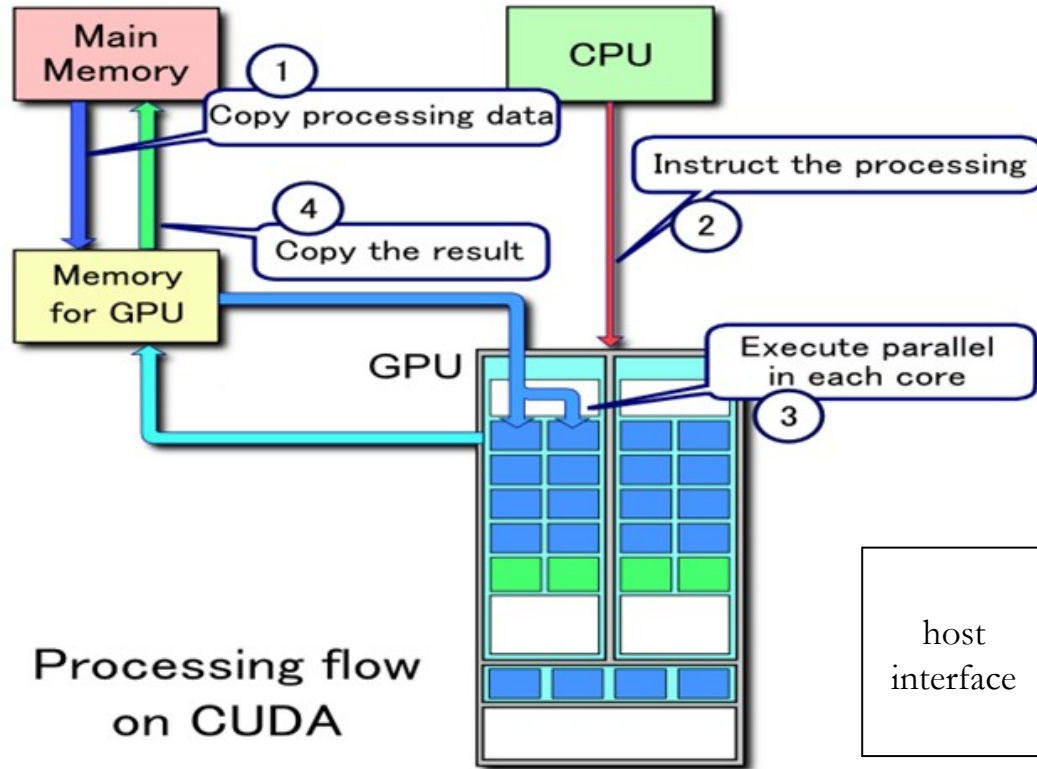 Main
Memory
CPU
1
Copy processing data
Instruct the processing
2
4
Copy the result
Memory
for GPU
GPU
Execute parallel
in each core
3
host
interface
Processing flow
on CUDA